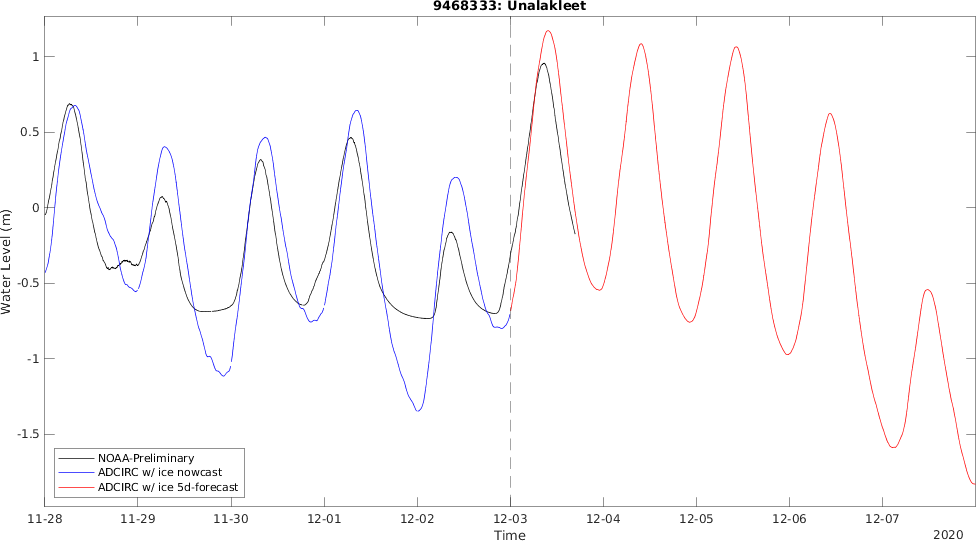 9468333: Unalakleet
Water Level (m)
1
0.5
0
-0.5
-1
-1.5
NOAA-Preliminary
ADCIRC w/ ice nowcast
ADCIRC w/ ice 5d-forecast
11-28 11-29 11-30 12-01 12-02 12-03 12-04 12-05 12-06 12-07
Time
2020